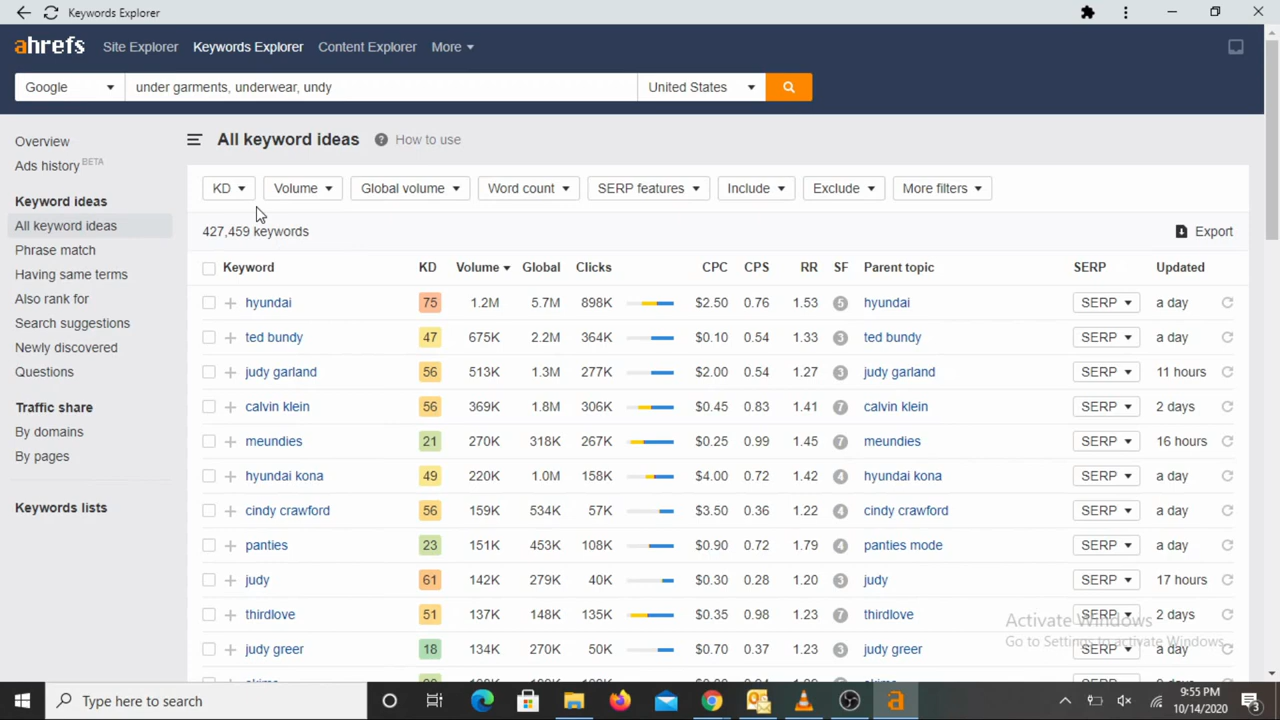 Keywords Explorer
ahrefs Site Explorer Keywords Explorer Content Explorer More
Google under garments, underwear, undy United States
Overview
Ads history BETA
Keyword ideas
All keyword ideas
Phrase match
Having same terms
Also rank for
Search suggestions
Newly discovered
Questions
Traffic share
By domains
By pages
Keywords lists
All keyword ideas ? How to use
KD Volume Global volume Word count SERP features Include Exclude More filters
427,459 keywords Export
Keyword KD Volume Global Clicks CPC CPS RR SF Parent topic SERP Updated
hyundai 75 1.2M 5.7M 898K $2.50 0.76 1.53 5 hyundai SERP a day
ted bundy 47 675K 2.2M 364K $0.10 0.54 1.33 3 ted bundy SERP a day
judy garland 56 513K 1.3M 277K $2.00 0.54 1.27 3 judy garland SERP 11 hours
calvin klein 56 369K 1.8M 306K $0.45 0.83 1.41 7 calvin klein SERP 2 days
meundies 21 270K 318K 267K $0.25 0.99 1.45 7 meundies SERP 16 hours
hyundai kona 49 220K 1.0M 158K $4.00 0.72 1.42 4 hyundai kona SERP a day
cindy crawford 56 159K 534K 57K $3.50 0.36 1.22 4 cindy crawford SERP a day
panties 23 151K 453K 108K $0.90 0.72 1.79 4 panties mode SERP a day
judy 61 142K 279K 40K $0.30 0.28 1.20 3 judy SERP 17 hours
thirdlove 51 137K 148K 135K $0.35 0.98 1.23 7 thirdlove SERP 2 days
judy greer 18 134K 270K 50K $0.70 0.37 1.23 3 judy greer SERP a day
Activate Windows
Go to Settings to activate Windows.
Type here to search
9:55 PM
10/14/2020
3